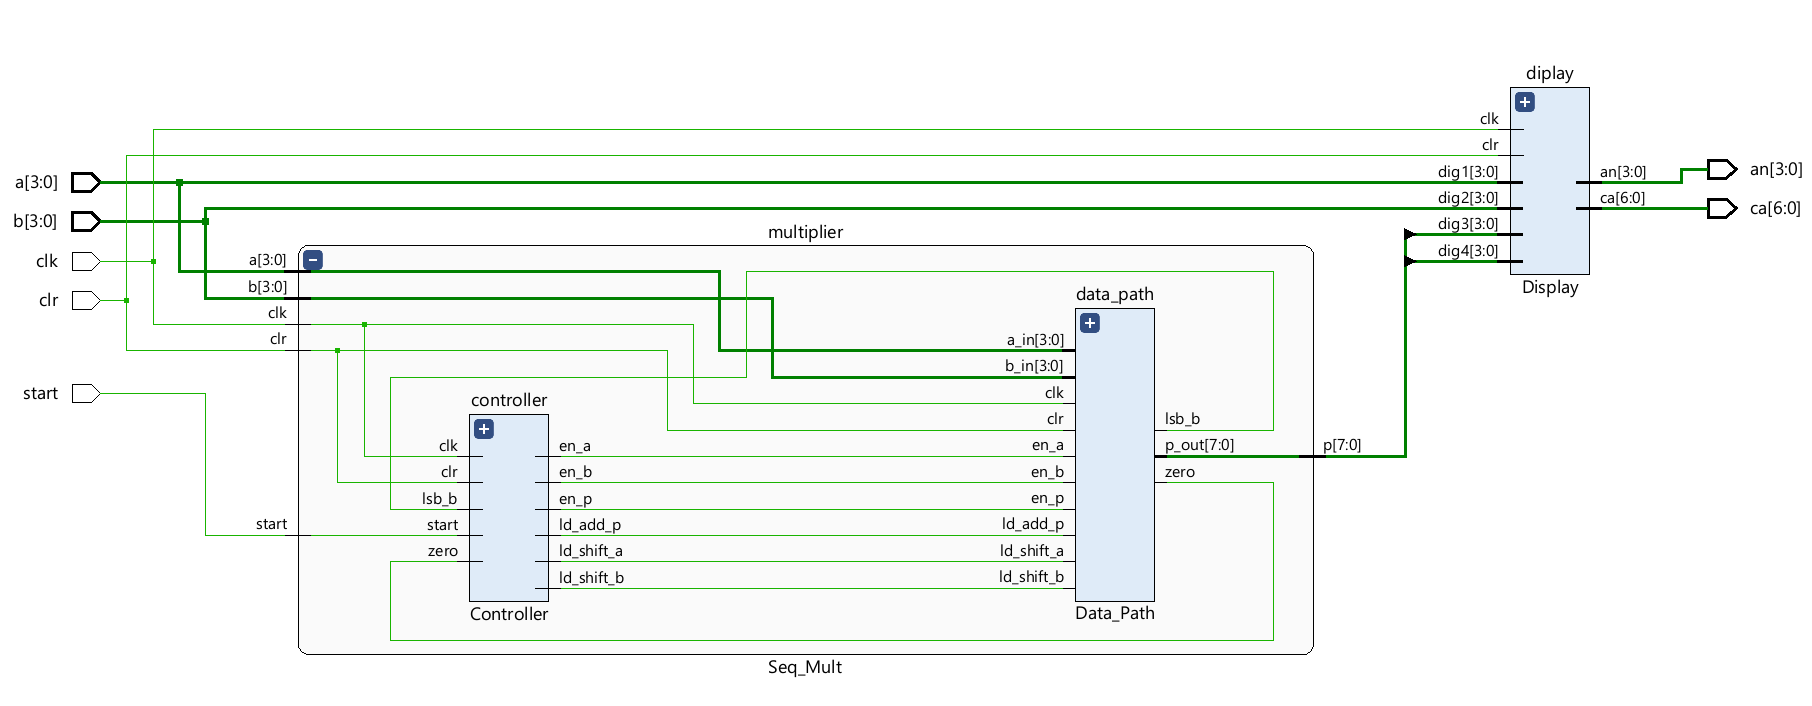 diplay
clk
clr
dig1[3:0]
dig2[3:0]
dig3[3:0]
dig4[3:0]
an[3:0]
ca[6:0]
Display
an[3:0]
ca[6:0]
a[3:0]
b[3:0]
clk
clr
start
multiplier
a[3:0]
b[3:0]
clk
clr
start
controller
clk
clr
lsb_b
start
zero
en_a
en_b
en_p
ld_add_p
ld_shift_a
ld_shift_b
Controller
data_path
a_in[3:0]
b_in[3:0]
clk
clr
en_a
en_b
en_p
ld_add_p
ld_shift_a
ld_shift_b
lsb_b
p_out[7:0]
zero
Data_Path
p[7:0]
Seq_Mult